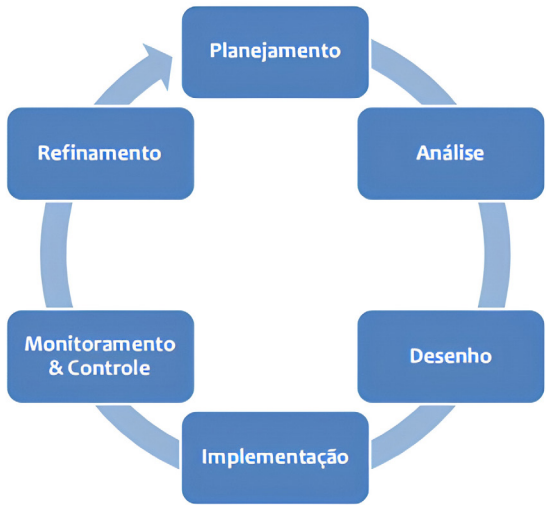 Planejamento
Análise
Desenho
Implementação
Monitoramento
& Controle
Refinamento